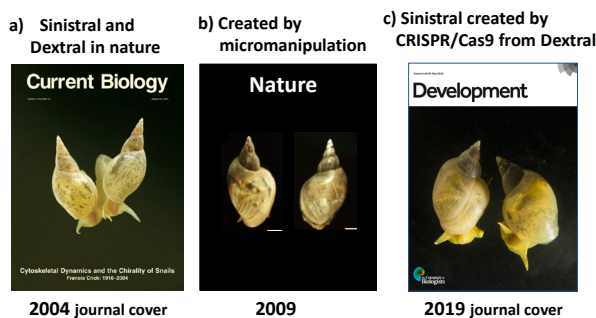 a) Sinistral and
Dextral in nature
b) Created by
micromanipulation
c) Sinistral created by
CRISPR/Cas9 from Dextral
Current Biology
Nature
Development
Cytoskeletal Dynamics and the Chirality of Snails
Francis Crick: 1916–2004
The Company of
Biologists
2004 journal cover
2009
2019 journal cover